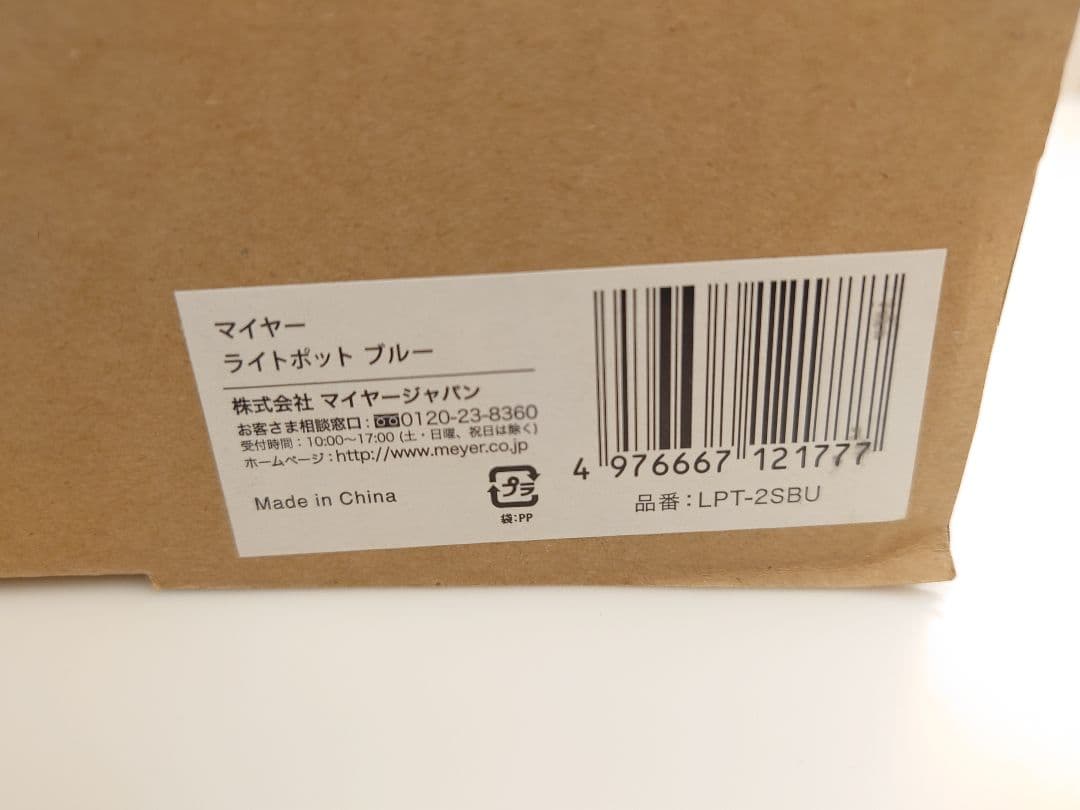 マイヤー
ライトポット ブルー
株式会社 マイヤージャパン
お客さま相談窓口：0120-23-8360
受付時間：10:00～17:00 (土・日曜、祝日は除く)
ホームページ：http://www.meyer.co.jp
Made in China
プラ
袋：PP
4 976667 121777
品番：LPT-2SBU